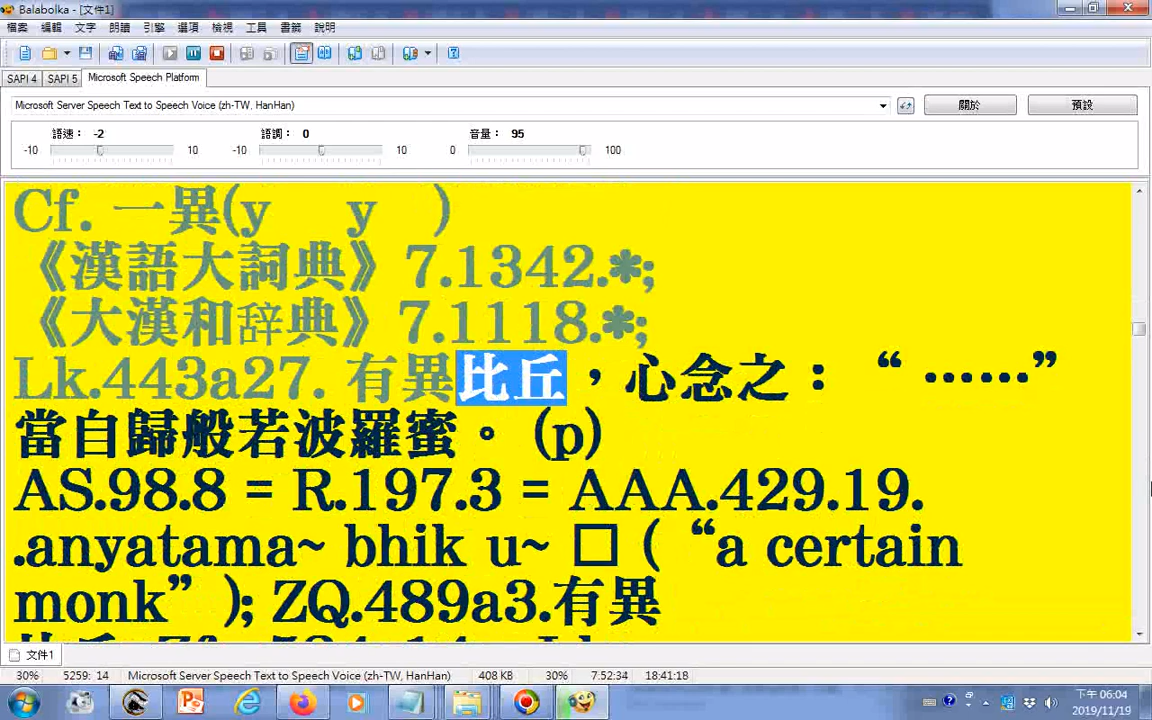 Balabolka - [文件1]
檔案 編輯 文字 朗讀 引擎 選項 檢視 工具 書籤 說明
SAPI 4 SAPI 5 Microsoft Speech Platform
Microsoft Server Speech Text to Speech Voice (zh-TW, HanHan) 關於 預設
語速： -2 語調： 0 音量： 95
-10 10 -10 10 0 100
Cf. 一異(y y )
《漢語大詞典》 7.1342.*;
《大漢和辞典》 7.1118.*;
Lk.443a27. 有異比丘，心念之：“ ……”
當自歸般若波羅蜜。(p)
AS.98.8 = R.197.3 = AAA.429.19.
.anyatama~ bhik u~ □ ( “a certain
monk” ); ZQ.489a3.有異
文件1
30% 5259: 14 Microsoft Server Speech Text to Speech Voice (zh-TW, HanHan) 408 KB 30% 7:52:34 18:41:18
下午 06:04
2019/11/19